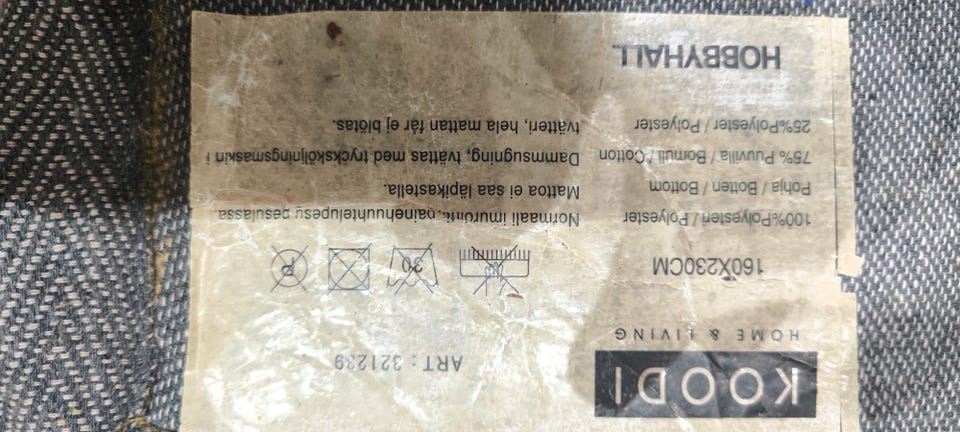 KOODI
HOME & LIVING
ART : 321239
160X230CM
100%Polyesteri / Polyester
Pohja / Botten / Bottom
75% Puuvilla / Bomull / Cotton
25%Polyester / Polyester
HOBBYHALL
30 P
Normaali imurointi, painehuuhtelupesu pesulassa.
Mattoa ei saa läpikastella.
Dammsugning, tvättas med trycksköljningsmaskin i
tvätteri, hela mattan får ej blötas.